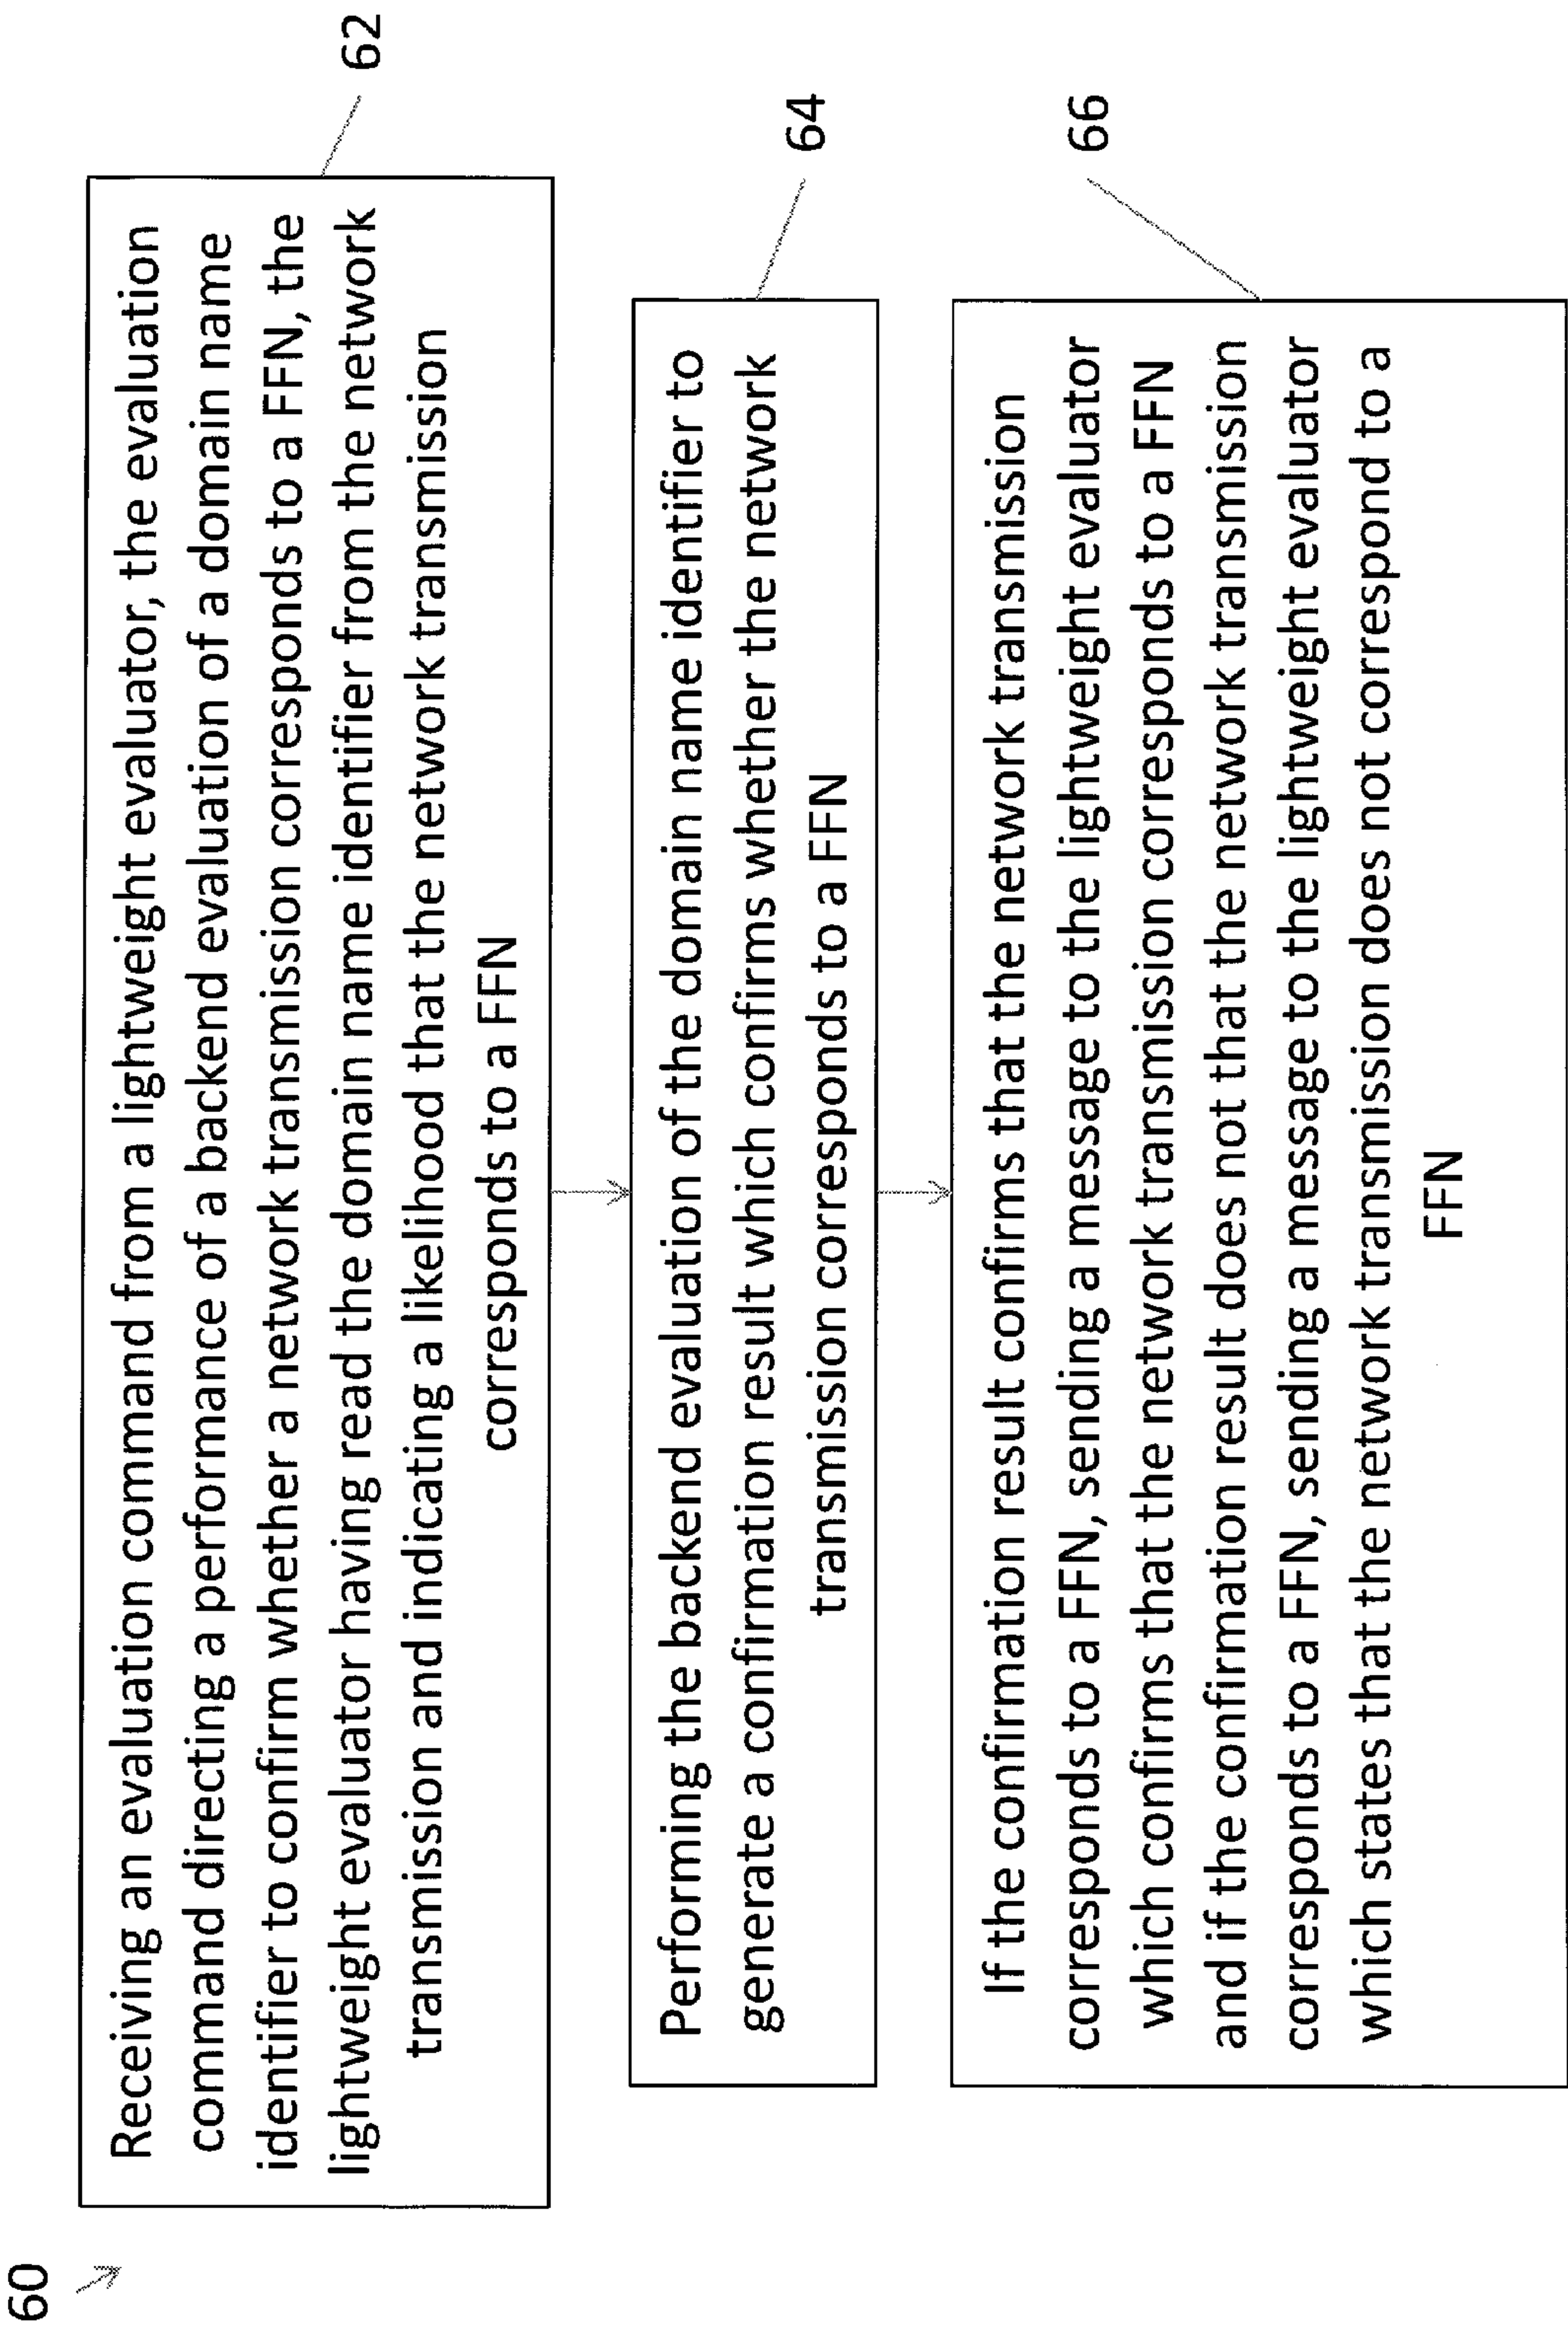 60
Receiving an evaluation command from a lightweight evaluator, the evaluation
command directing a performance of a backend evaluation of a domain name
identifier to confirm whether a network transmission corresponds to a FFN, the
lightweight evaluator having read the domain name identifier from the network
transmission and indicating a likelihood that the network transmission
corresponds to a FFN
62
Performing the backend evaluation of the domain name identifier to
generate a confirmation result which confirms whether the network
transmission corresponds to a FFN
64
If the confirmation result confirms that the network transmission
corresponds to a FFN, sending a message to the lightweight evaluator
which confirms that the network transmission corresponds to a FFN
and if the confirmation result does not that the network transmission
corresponds to a FFN, sending a message to the lightweight evaluator
which states that the network transmission does not correspond to a
FFN
66